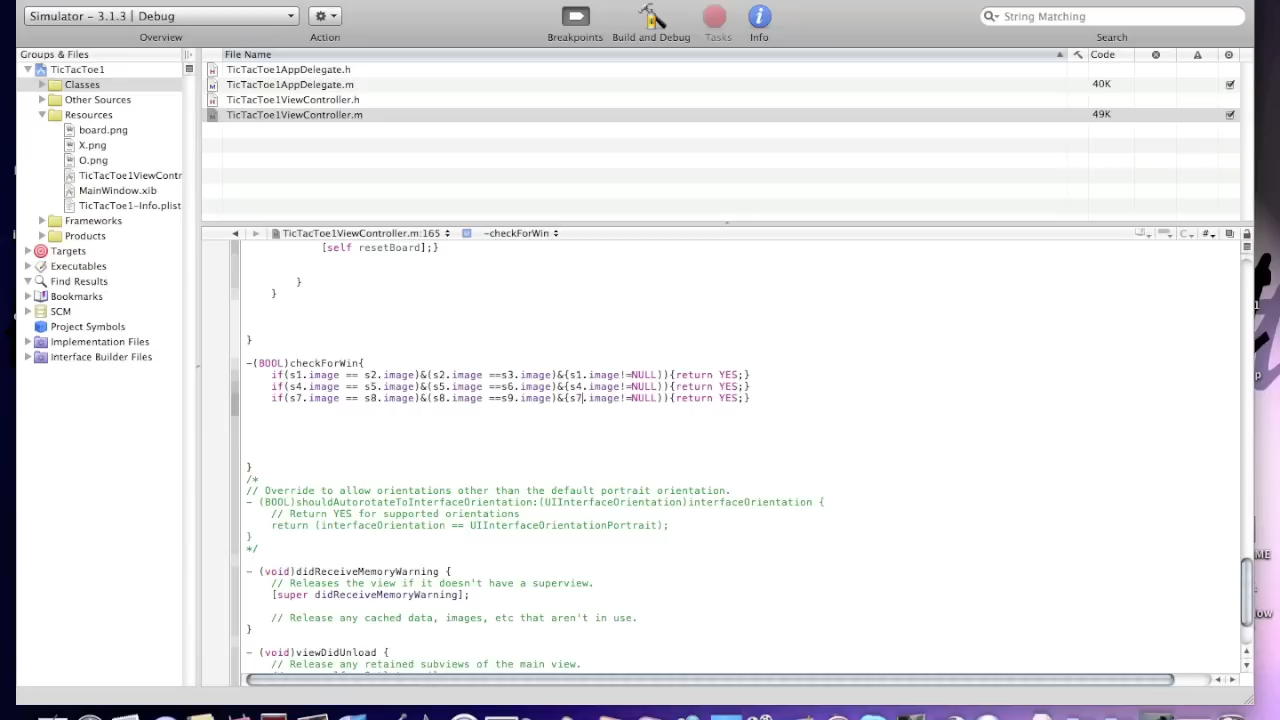 Simulator - 3.1.3 | Debug
Overview
Action
Breakpoints
Build and Debug
Tasks
Info
String Matching
Search
Groups & Files
File Name
Code
TicTacToe1
Classes
Other Sources
Resources
board.png
X.png
O.png
TicTacToe1ViewContr
MainWindow.xib
TicTacToe1-Info.plist
Frameworks
Products
Targets
Executables
Find Results
Bookmarks
SCM
Project Symbols
Implementation Files
Interface Builder Files
TicTacToe1AppDelegate.h
TicTacToe1AppDelegate.m 40K
TicTacToe1ViewController.h
TicTacToe1ViewController.m 49K
TicTacToe1ViewController.m:165 -checkForWin
[self resetBoard];}
}
}
}
-(BOOL)checkForWin{
if(s1.image == s2.image)&(s2.image ==s3.image)&(s1.image!=NULL)){return YES;}
if(s4.image == s5.image)&(s5.image ==s6.image)&(s4.image!=NULL)){return YES;}
if(s7.image == s8.image)&(s8.image ==s9.image)&(s7.image!=NULL)){return YES;}
}
/*
// Override to allow orientations other than the default portrait orientation.
- (BOOL)shouldAutorotateToInterfaceOrientation:(UIInterfaceOrientation)interfaceOrientation {
// Return YES for supported orientations
return (interfaceOrientation == UIInterfaceOrientationPortrait);
}
*/
- (void)didReceiveMemoryWarning {
// Releases the view if it doesn't have a superview.
[super didReceiveMemoryWarning];
// Release any cached data, images, etc that aren't in use.
}
- (void)viewDidUnload {
// Release any retained subviews of the main view.